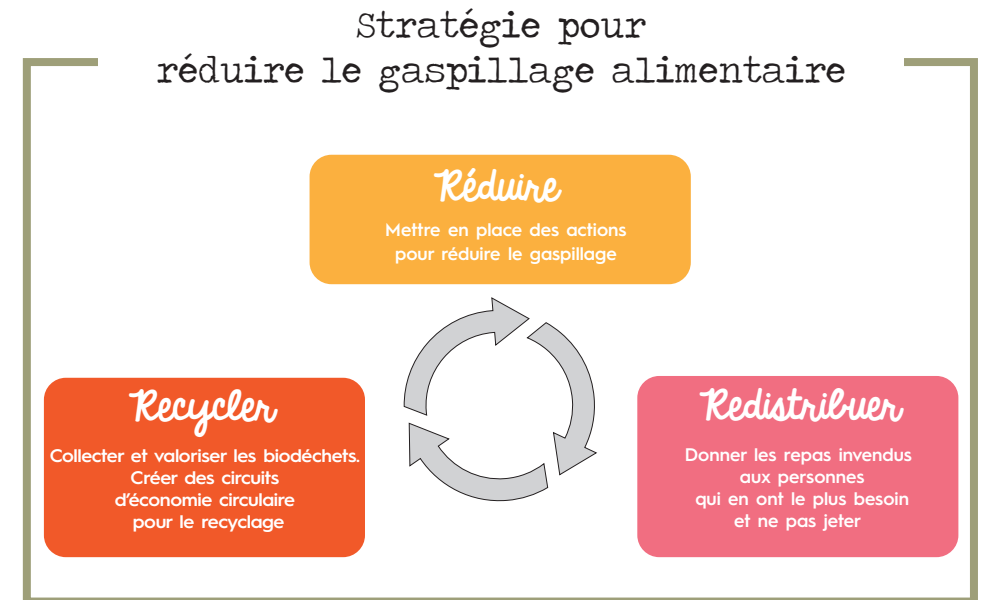 Stratégie pour
réduire le gaspillage alimentaire
Réduire
Mettre en place des actions
pour réduire le gaspillage
Recycler
Collecter et valoriser les biodéchets.
Créer des circuits
d'économie circulaire
pour le recyclage
Redistribuer
Donner les repas invendus
aux personnes
qui en ont le plus besoin
et ne pas jeter